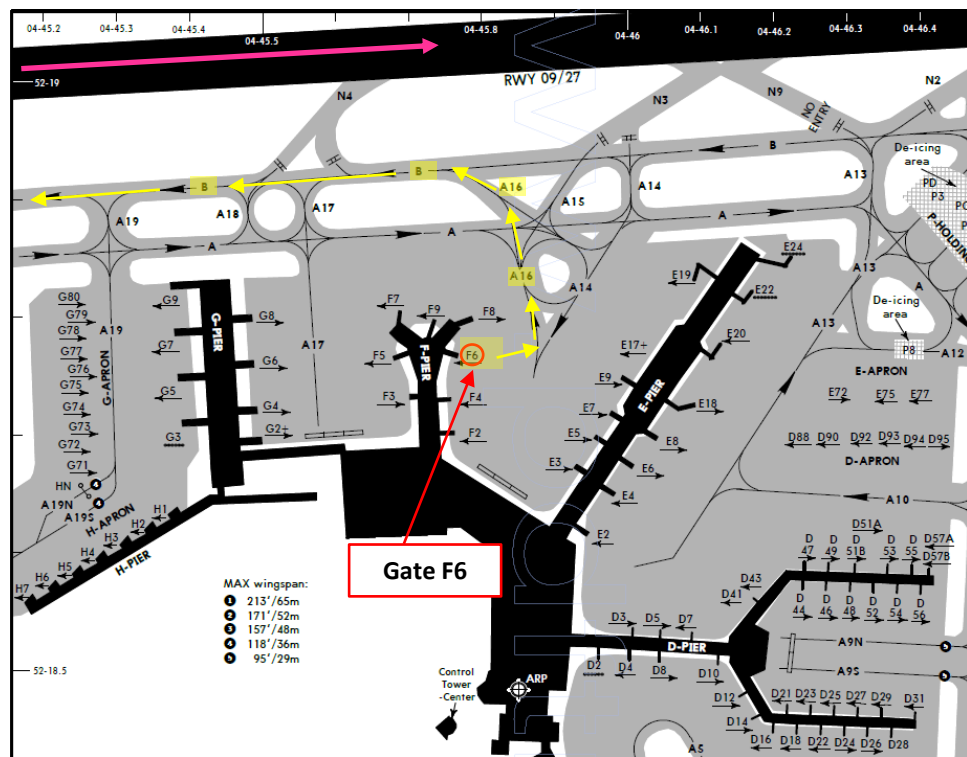 04-45.2
04-45.3
04-45.4
04-45.5
04-45.8
04-46
04-46.2
04-46.3
04-46.4
52-19
RWY 09/27
N4
N3
N9
N2
NO ENTRY
B
B
B
A16
A13
De-icing
area
PD
P3
P-HOLDING
A19
A18
A17
A15
A14
A
A
A
A16
A14
A13
A
E24
E19
E22
De-icing
area
P8
A12
A13
G80
G79
A19
G78
G77
G76
G75
G74
G73
G72
G71
G-APRON
G9
G8
G7
G6
G5
G4
G3
G2+
G-PIER
A17
F7
F9
F8
F5
F6
F3
F4
F2
F-PIER
E17+
E20
E9
E18
E7
E8
E5
E6
E3
E4
E2
E-PIER
E-APRON
E72
E75
E77
D88
D90
D92
D93
D94
D95
D-APRON
A10
HN
4
4
A19N
A19S
H-APRON
H1
H2
H3
H4
H5
H6
H7
H-PIER
Gate F6
MAX wingspan:
1 213'/65m
2 171'/52m
3 157'/48m
4 118'/36m
5 95'/29m
D51A
D57A
D
47
D
49
D
51B
D
53
D
55
D57B
D43
D41
D
44
D
46
D
48
D
52
D
54
D
56
D3
D5
D7
D-PIER
D2
D4
D8
D10
A9N
5
A9S
5
52-18.5
Control
Tower
-Center
ARP
D12
D14
D21
D23
D25
D27
D29
D31
D16
D18
D22
D24
D26
D28